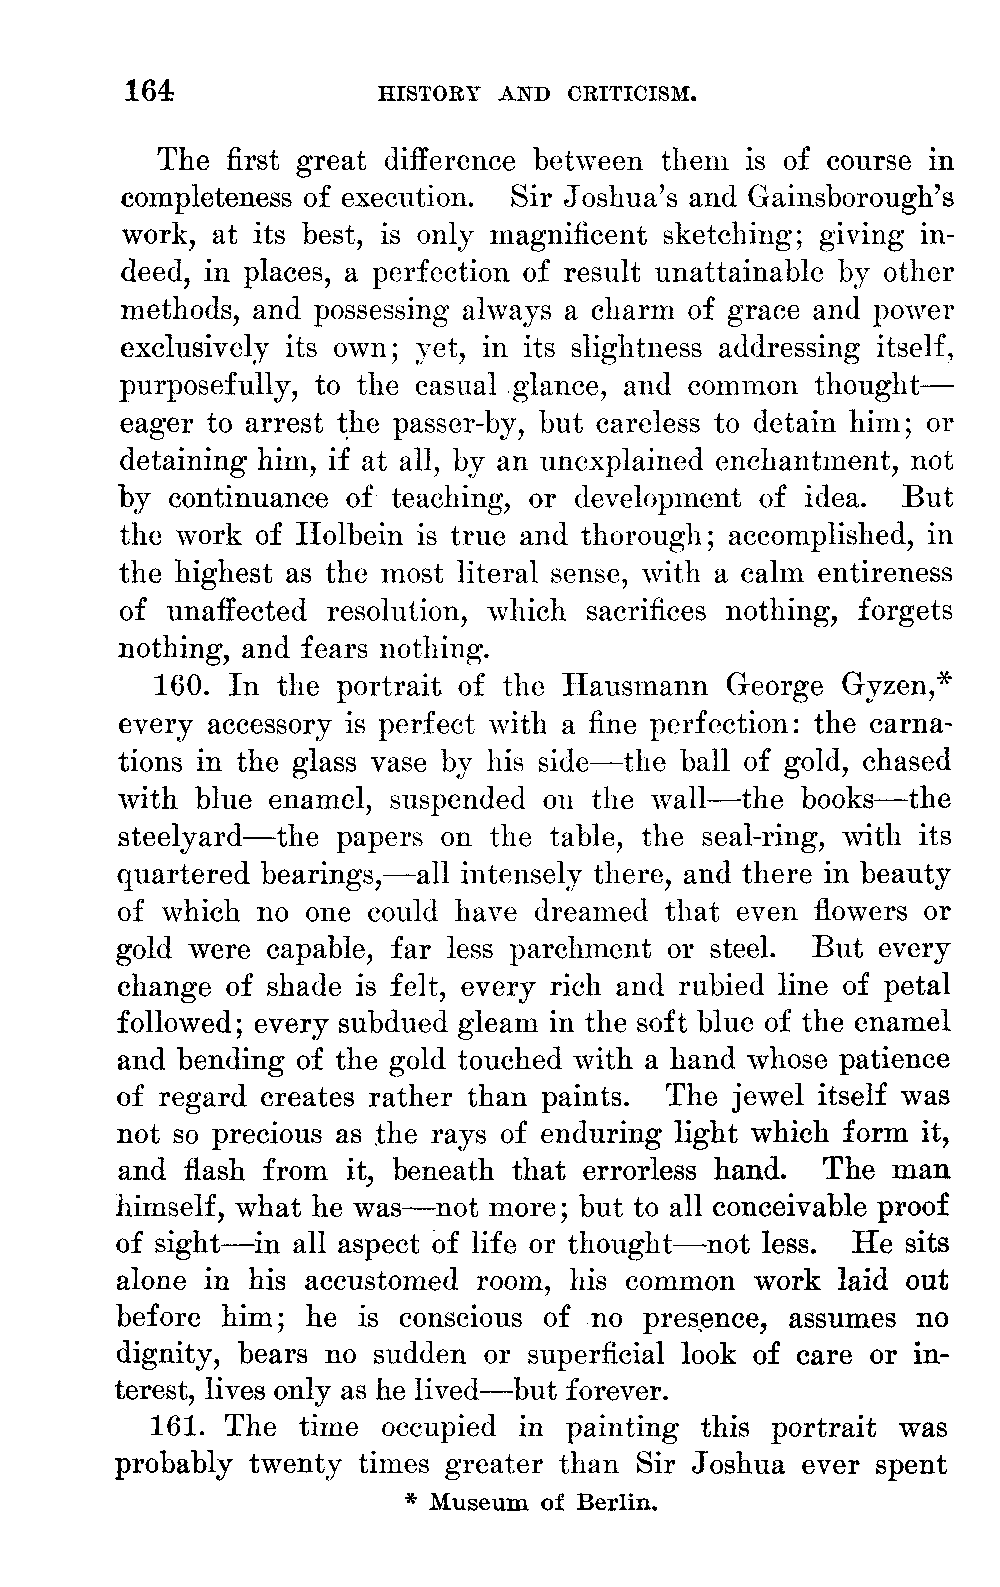 164 HISTORY AND CRITICISM.
The first great difference between them is of course in
completeness of execution. Sir Joshua's and Gainsborough's
work, at its best, is only magnificent sketching; giving in-
deed, in places, a perfection of result unattainable by other
methods, and possessing always a charm of grace and power
exclusively its own; yet, in its slightness addressing itself,
purposefully, to the casual glance, and common thought—
eager to arrest the passer-by, but careless to detain him; or
detaining him, if at all, by an unexplained enchantment, not
by continuance of teaching, or development of idea. But
the work of Holbein is true and thorough; accomplished, in
the highest as the most literal sense, with a calm entireness
of unaffected resolution, which sacrifices nothing, forgets
nothing, and fears nothing.
160. In the portrait of the Hausmann George Gyzen,*
every accessory is perfect with a fine perfection: the carna-
tions in the glass vase by his side—the ball of gold, chased
with blue enamel, suspended on the wall—the books—the
steelyard—the papers on the table, the seal-ring, with its
quartered bearings,—all intensely there, and there in beauty
of which no one could have dreamed that even flowers or
gold were capable, far less parchment or steel. But every
change of shade is felt, every rich and rubied line of petal
followed; every subdued gleam in the soft blue of the enamel
and bending of the gold touched with a hand whose patience
of regard creates rather than paints. The jewel itself was
not so precious as the rays of enduring light which form it,
and flash from it, beneath that errorless hand. The man
himself, what he was—not more; but to all conceivable proof
of sight—in all aspect of life or thought—not less. He sits
alone in his accustomed room, his common work laid out
before him; he is conscious of no presence, assumes no
dignity, bears no sudden or superficial look of care or in-
terest, lives only as he lived—but forever.
161. The time occupied in painting this portrait was
probably twenty times greater than Sir Joshua ever spent
* Museum of Berlin.